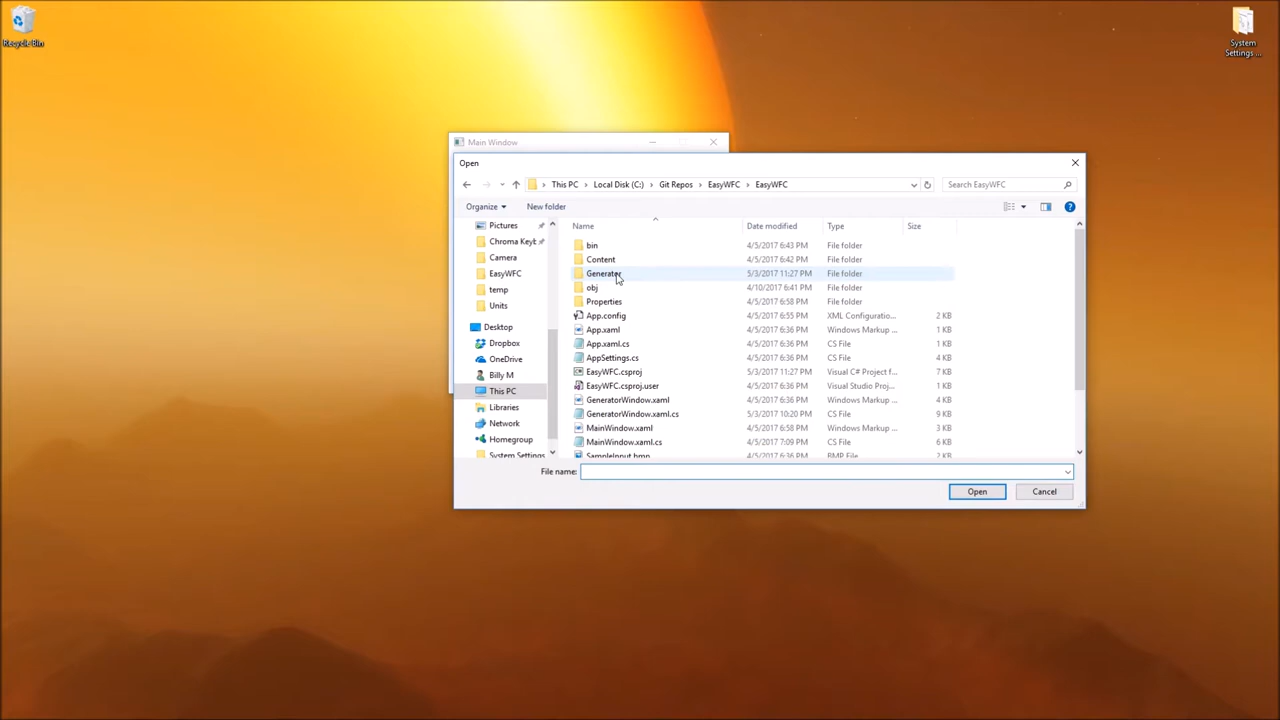 Recycle Bin
System
Settings ...
Main Window
Open
This PC > Local Disk (C:) > Git Repos > EasyWFC > EasyWFC
Search EasyWFC
Organize
New folder
Name
Date modified
Type
Size
Pictures
Chroma Keyb
Camera
EasyWFC
temp
Units
Desktop
Dropbox
OneDrive
Billy M
This PC
Libraries
Network
Homegroup
System Settings
bin 4/5/2017 6:43 PM File folder
Content 4/5/2017 6:42 PM File folder
Generator 5/3/2017 11:27 PM File folder
obj 4/10/2017 6:41 PM File folder
Properties 4/5/2017 6:58 PM File folder
App.config 4/5/2017 6:55 PM XML Configuratio... 2 KB
App.xaml 4/5/2017 6:36 PM Windows Markup ... 1 KB
App.xaml.cs 4/5/2017 6:36 PM CS File 1 KB
AppSettings.cs 4/5/2017 6:36 PM CS File 4 KB
EasyWFC.csproj 5/3/2017 11:27 PM Visual C# Project f... 7 KB
EasyWFC.csproj.user 4/5/2017 6:36 PM Visual Studio Proj... 1 KB
GeneratorWindow.xaml 4/5/2017 6:36 PM Windows Markup ... 4 KB
GeneratorWindow.xaml.cs 5/3/2017 10:20 PM CS File 9 KB
MainWindow.xaml 4/5/2017 6:58 PM Windows Markup ... 3 KB
MainWindow.xaml.cs 4/5/2017 7:09 PM CS File 6 KB
SampleInput.bmp 4/5/2017 6:36 PM BMP File 2 KB
File name:
Open
Cancel